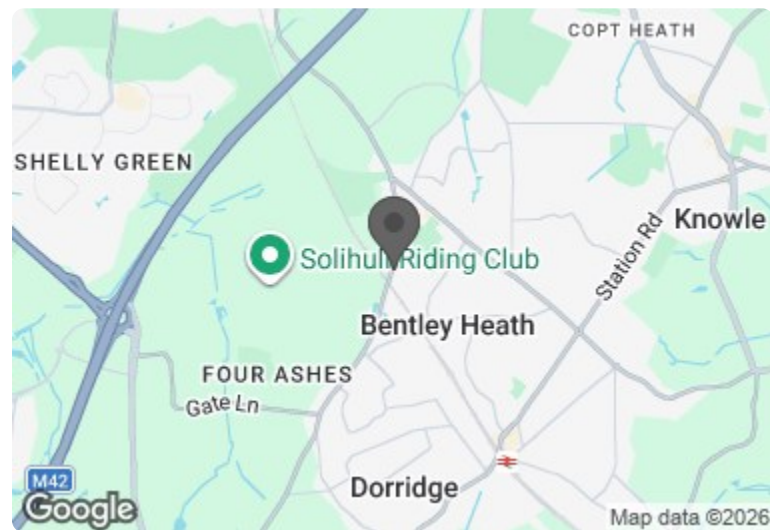 COPT HEATH
SHELLY GREEN
Knowle
Station Rd
Solihull Riding Club
Bentley Heath
FOUR ASHES
Gate Ln
M42
Dorridge
Google
Map data ©2026